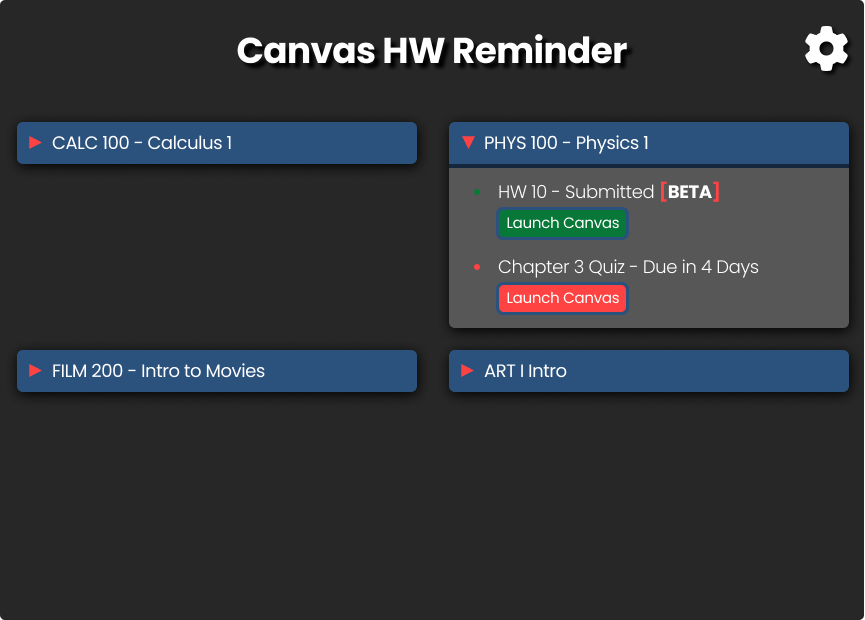 Canvas HW Reminder
CALC 100 - Calculus 1
PHYS 100 - Physics 1
HW 10 - Submitted [BETA]
Launch Canvas
Chapter 3 Quiz - Due in 4 Days
Launch Canvas
FILM 200 - Intro to Movies
ART I Intro